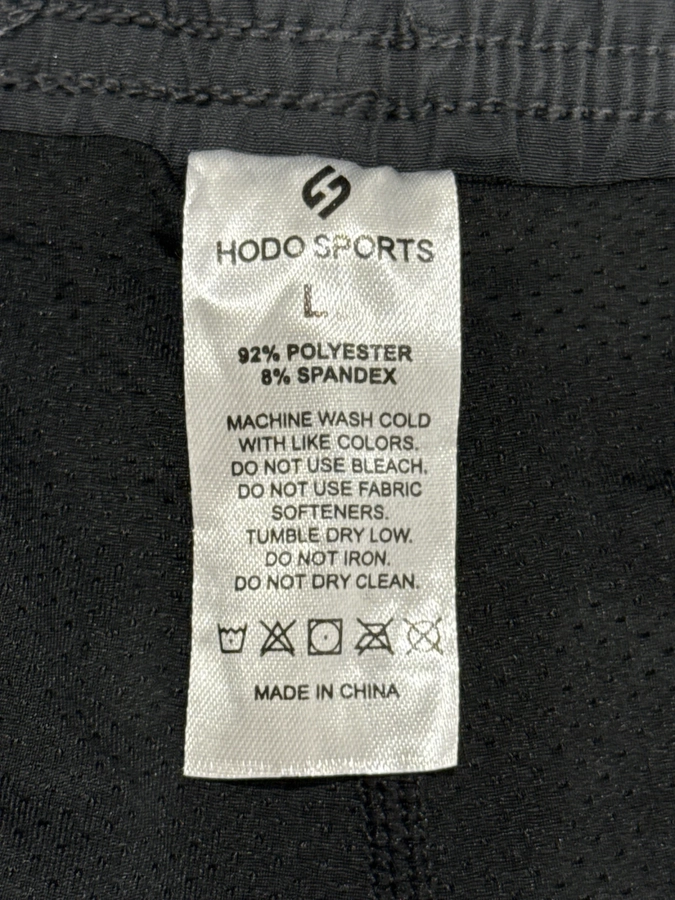 HODO SPORTS
L
92% POLYESTER
8% SPANDEX
MACHINE WASH COLD
WITH LIKE COLORS.
DO NOT USE BLEACH.
DO NOT USE FABRIC
SOFTENERS.
TUMBLE DRY LOW.
DO NOT IRON.
DO NOT DRY CLEAN.
MADE IN CHINA